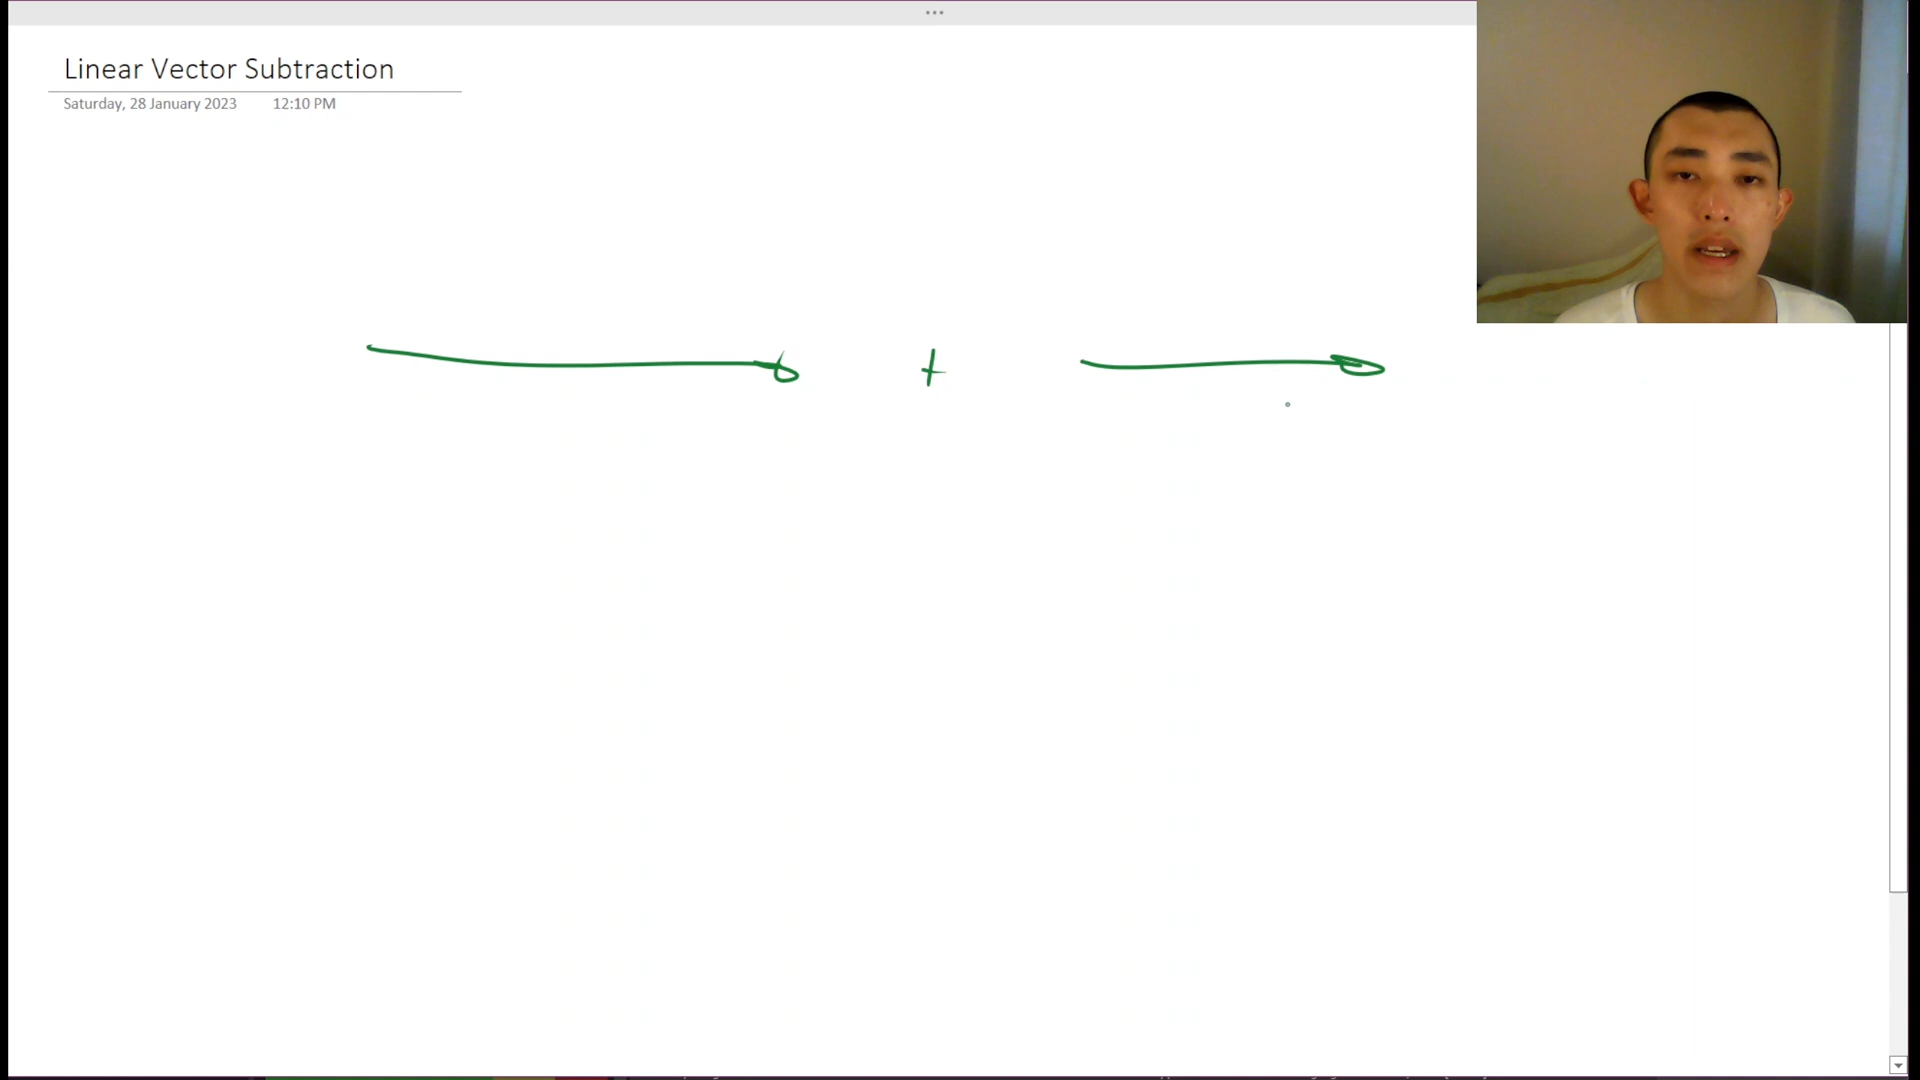 Linear Vector Subtraction
Saturday, 28 January 2023 12:10 PM
+